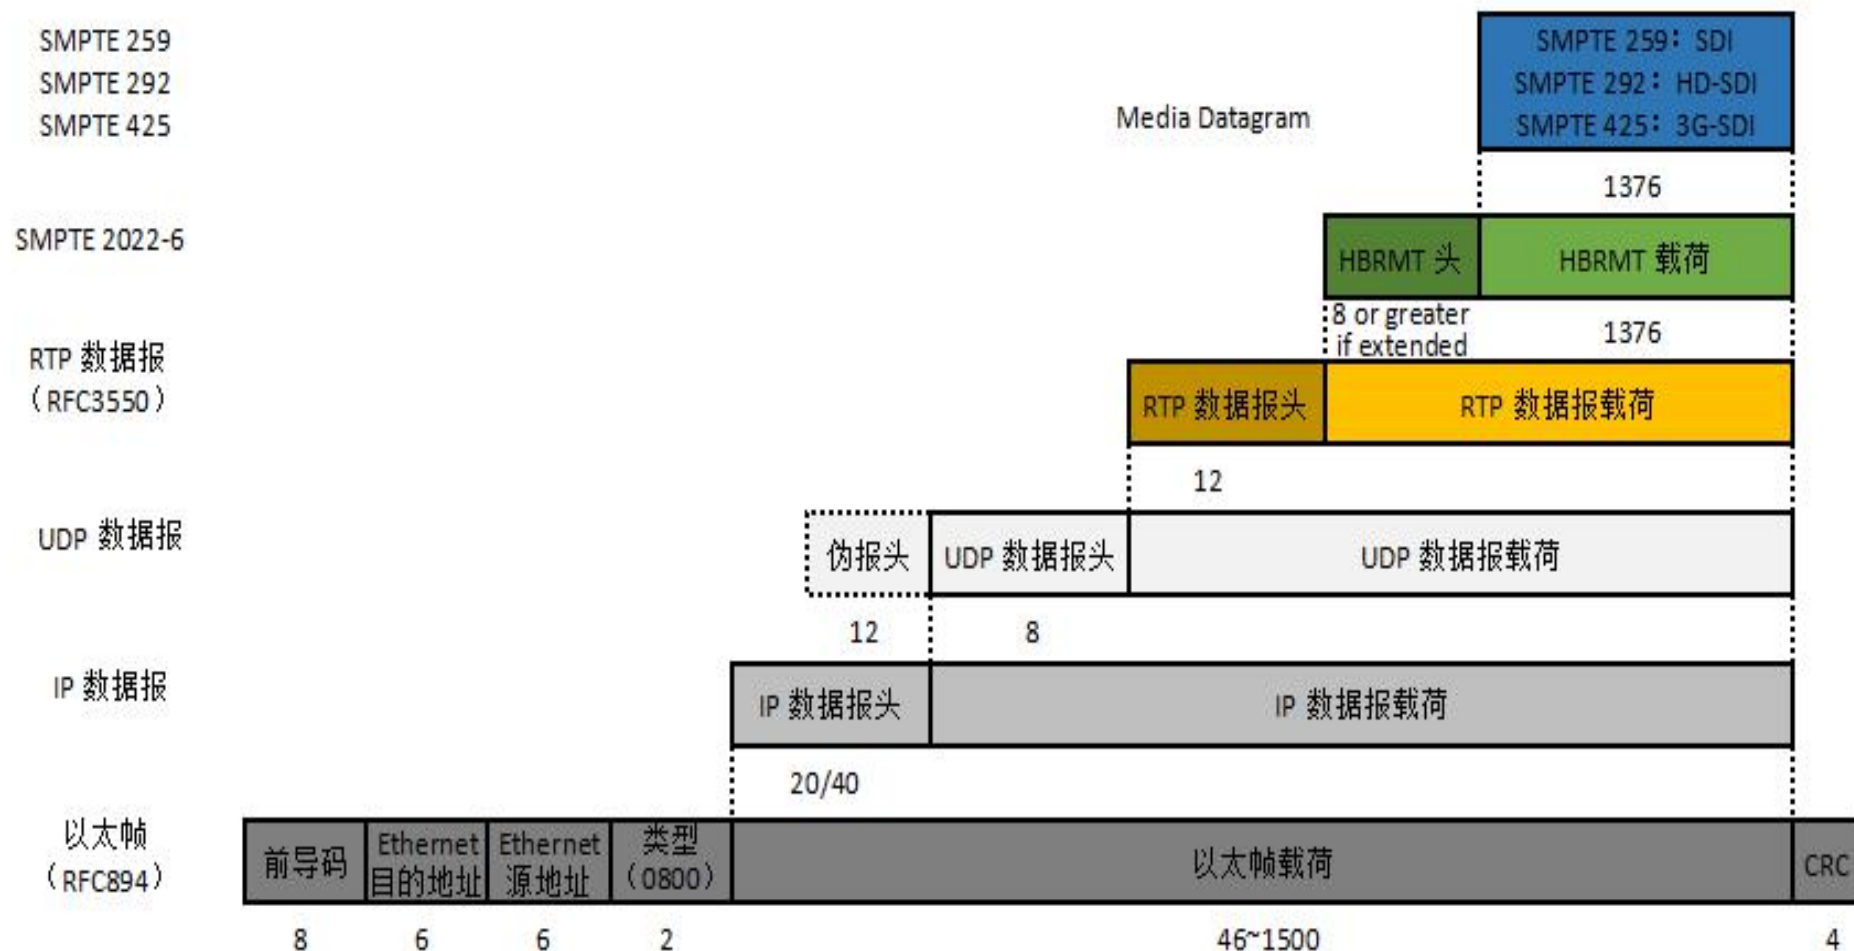 SMPTE 259
SMPTE 292
SMPTE 425
Media Datagram
SMPTE 259：SDI
SMPTE 292：HD-SDI
SMPTE 425：3G-SDI
1376
SMPTE 2022-6
HBRMT 头
HBRMT 载荷
8 or greater
if extended
1376
RTP 数据报
（RFC3550）
RTP 数据报头
RTP 数据报载荷
12
UDP 数据报
伪报头
UDP 数据报头
UDP 数据报载荷
12
8
IP 数据报
IP 数据报头
IP 数据报载荷
20/40
以太帧
（RFC894）
前导码
Ethernet
目的地址
Ethernet
源地址
类型
（0800）
以太帧载荷
CRC
8
6
6
2
46~1500
4